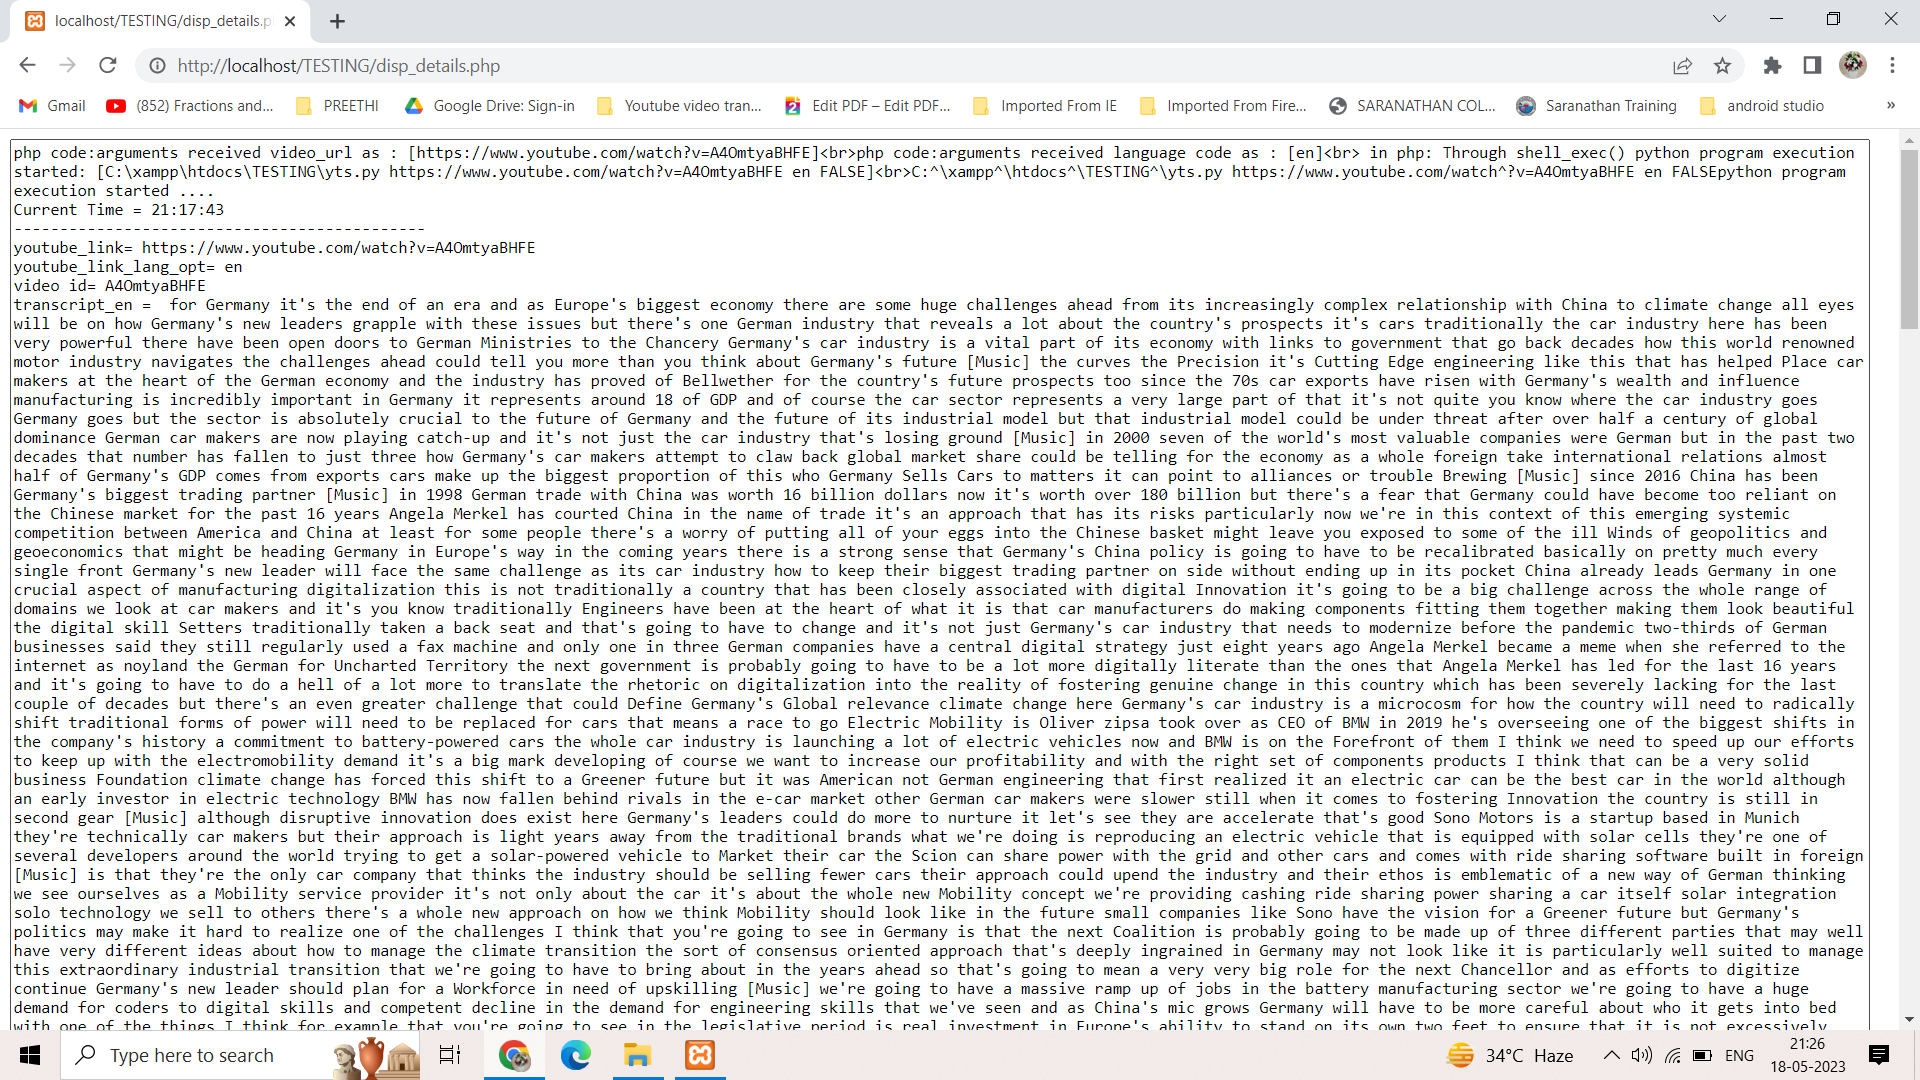 localhost/TESTING/disp_details.p
http://localhost/TESTING/disp_details.php
Gmail
(852) Fractions and...
PREETHI
Google Drive: Sign-in
Youtube video tran...
Edit PDF – Edit PDF...
Imported From IE
Imported From Fire...
SARANATHAN COL...
Saranathan Training
android studio
»
php code:arguments received video_url as : [https://www.youtube.com/watch?v=A4OmtyaBHFE]<br>php code:arguments received language code as : [en]<br> in php: Through shell_exec() python program execution
started: [C:\xampp\htdocs\TESTING\yts.py https://www.youtube.com/watch?v=A4OmtyaBHFE en FALSE]<br>C:^\xampp^\htdocs^\TESTING^\yts.py https://www.youtube.com/watch^?v=A4OmtyaBHFE en FALSEpython program
execution started ....
Current Time = 21:17:43
---------------------------------------------
youtube_link= https://www.youtube.com/watch?v=A4OmtyaBHFE
youtube_link_lang_opt= en
video id= A4OmtyaBHFE
transcript_en =  for Germany it's the end of an era and as Europe's biggest economy there are some huge challenges ahead from its increasingly complex relationship with China to climate change all eyes
will be on how Germany's new leaders grapple with these issues but there's one German industry that reveals a lot about the country's prospects it's cars traditionally the car industry here has been
very powerful there have been open doors to German Ministries to the Chancery Germany's car industry is a vital part of its economy with links to government that go back decades how this world renowned
motor industry navigates the challenges ahead could tell you more than you think about Germany's future [Music] the curves the Precision it's Cutting Edge engineering like this that has helped Place car
makers at the heart of the German economy and the industry has proved of Bellwether for the country's future prospects too since the 70s car exports have risen with Germany's wealth and influence
manufacturing is incredibly important in Germany it represents around 18 of GDP and of course the car sector represents a very large part of that it's not quite you know where the car industry goes
Germany goes but the sector is absolutely crucial to the future of Germany and the future of its industrial model but that industrial model could be under threat after over half a century of global
dominance German car makers are now playing catch-up and it's not just the car industry that's losing ground [Music] in 2000 seven of the world's most valuable companies were German but in the past two
decades that number has fallen to just three how Germany's car makers attempt to claw back global market share could be telling for the economy as a whole foreign take international relations almost
half of Germany's GDP comes from exports cars make up the biggest proportion of this who Germany Sells Cars to matters it can point to alliances or trouble Brewing [Music] since 2016 China has been
Germany's biggest trading partner [Music] in 1998 German trade with China was worth 16 billion dollars now it's worth over 180 billion but there's a fear that Germany could have become too reliant on
the Chinese market for the past 16 years Angela Merkel has courted China in the name of trade it's an approach that has its risks particularly now we're in this context of this emerging systemic
competition between America and China at least for some people there's a worry of putting all of your eggs into the Chinese basket might leave you exposed to some of the ill Winds of geopolitics and
geoeconomics that might be heading Germany in Europe's way in the coming years there is a strong sense that Germany's China policy is going to have to be recalibrated basically on pretty much every
single front Germany's new leader will face the same challenge as its car industry how to keep their biggest trading partner on side without ending up in its pocket China already leads Germany in one
crucial aspect of manufacturing digitalization this is not traditionally a country that has been closely associated with digital Innovation it's going to be a big challenge across the whole range of
domains we look at car makers and it's you know traditionally Engineers have been at the heart of what it is that car manufacturers do making components fitting them together making them look beautiful
the digital skill Setters traditionally taken a back seat and that's going to have to change and it's not just Germany's car industry that needs to modernize before the pandemic two-thirds of German
businesses said they still regularly used a fax machine and only one in three German companies have a central digital strategy just eight years ago Angela Merkel became a meme when she referred to the
internet as noyland the German for Uncharted Territory the next government is probably going to have to be a lot more digitally literate than the ones that Angela Merkel has led for the last 16 years
and it's going to have to do a hell of a lot more to translate the rhetoric on digitalization into the reality of fostering genuine change in this country which has been severely lacking for the last
couple of decades but there's an even greater challenge that could Define Germany's Global relevance climate change here Germany's car industry is a microcosm for how the country will need to radically
shift traditional forms of power will need to be replaced for cars that means a race to go Electric Mobility is Oliver zipsa took over as CEO of BMW in 2019 he's overseeing one of the biggest shifts in
the company's history a commitment to battery-powered cars the whole car industry is launching a lot of electric vehicles now and BMW is on the Forefront of them I think we need to speed up our efforts
to keep up with the electromobility demand it's a big mark developing of course we want to increase our profitability and with the right set of components products I think that can be a very solid
business Foundation climate change has forced this shift to a Greener future but it was American not German engineering that first realized it an electric car can be the best car in the world although
an early investor in electric technology BMW has now fallen behind rivals in the e-car market other German car makers were slower still when it comes to fostering Innovation the country is still in
second gear [Music] although disruptive innovation does exist here Germany's leaders could do more to nurture it let's see they are accelerate that's good Sono Motors is a startup based in Munich
they're technically car makers but their approach is light years away from the traditional brands what we're doing is reproducing an electric vehicle that is equipped with solar cells they're one of
several developers around the world trying to get a solar-powered vehicle to Market their car the Scion can share power with the grid and other cars and comes with ride sharing software built in foreign
[Music] is that they're the only car company that thinks the industry should be selling fewer cars their approach could upend the industry and their ethos is emblematic of a new way of German thinking
we see ourselves as a Mobility service provider it's not only about the car it's about the whole new Mobility concept we're providing cashing ride sharing power sharing a car itself solar integration
solo technology we sell to others there's a whole new approach on how we think Mobility should look like in the future small companies like Sono have the vision for a Greener future but Germany's
politics may make it hard to realize one of the challenges I think that you're going to see in Germany is that the next Coalition is probably going to be made up of three different parties that may well
have very different ideas about how to manage the climate transition the sort of consensus oriented approach that's deeply ingrained in Germany may not look like it is particularly well suited to manage
this extraordinary industrial transition that we're going to have to bring about in the years ahead so that's going to mean a very very big role for the next Chancellor and as efforts to digitize
continue Germany's new leader should plan for a Workforce in need of upskilling [Music] we're going to have a massive ramp up of jobs in the battery manufacturing sector we're going to have a huge
demand for coders to digital skills and competent decline in the demand for engineering skills that we've seen and as China's mic grows Germany will have to be more careful about who it gets into bed
with one of the things I think for example that you're going to see in the legislative period is real investment in Europe's ability to stand on its own two feet to ensure that it is not excessively
Type here to search
34°C Haze
ENG
21:26
18-05-2023